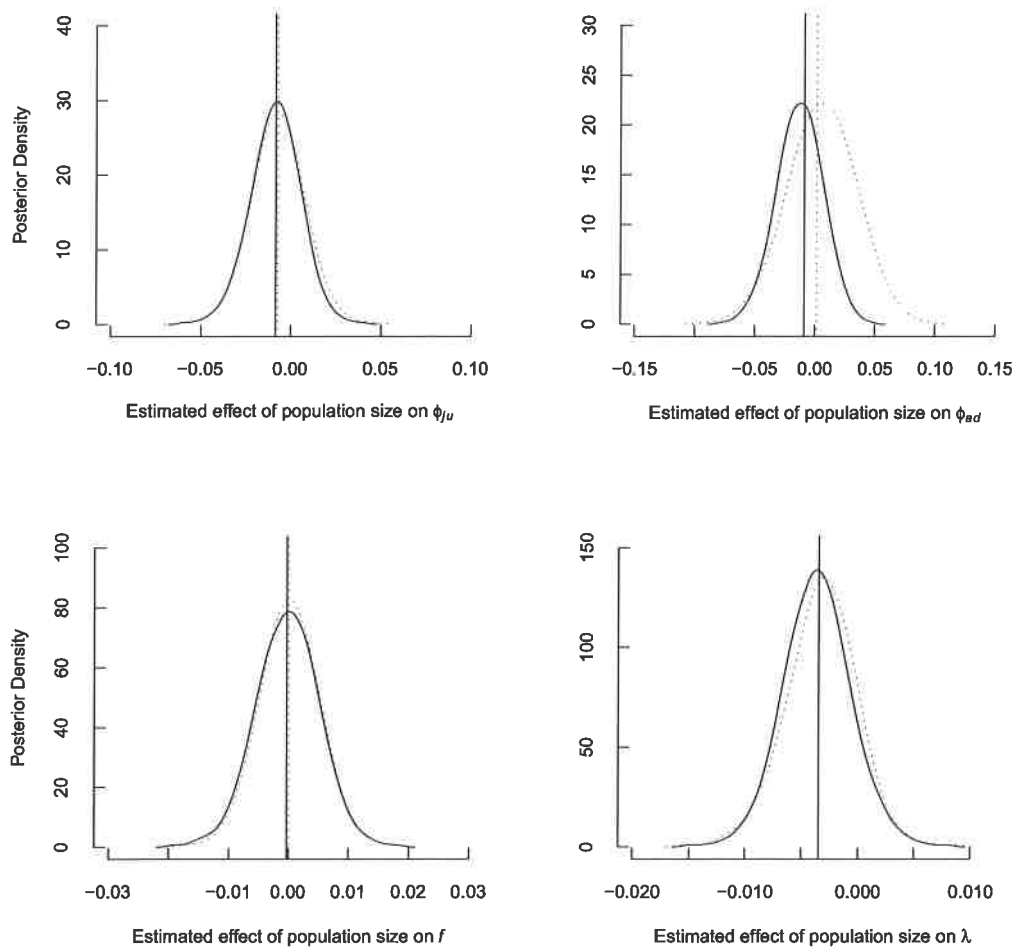 40
30
20
10
0
Posterior Density
−0.10 −0.05 0.00 0.05 0.10
Estimated effect of population size on ϕju
30
25
20
15
10
5
0
−0.15 −0.05 0.00 0.05 0.10 0.15
Estimated effect of population size on ϕad
100
80
60
40
20
0
Posterior Density
−0.03 −0.01 0.00 0.01 0.02 0.03
Estimated effect of population size on f
150
100
50
0
−0.020 −0.010 0.000 0.010
Estimated effect of population size on λ